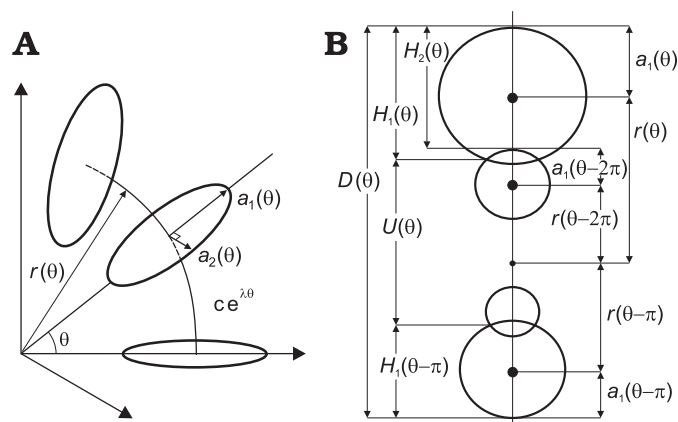 A
a₁(θ)
a₂(θ)
r(θ)
ce^λθ
θ
B
H₂(θ)
a₁(θ)
H₁(θ)
r(θ)
a₁(θ–2π)
D(θ)
U(θ)
r(θ–2π)
r(θ–π)
H₁(θ–π)
a₁(θ–π)